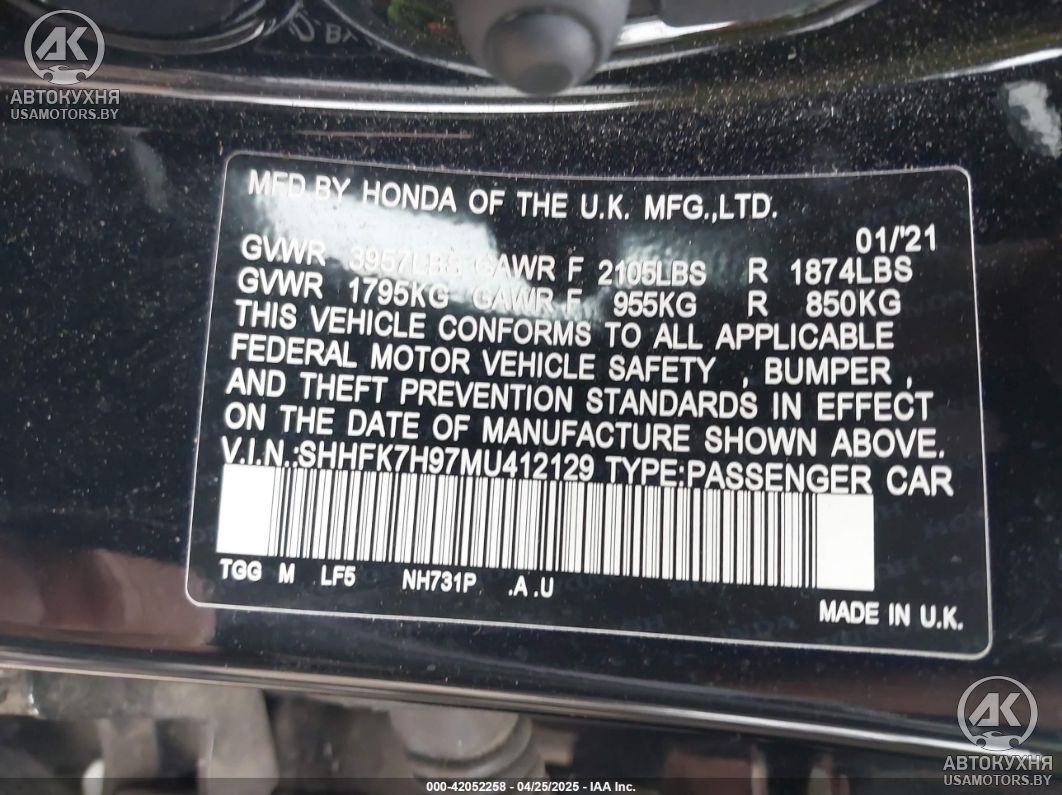 AK
АВТОКУХНЯ
USAMOTORS.BY
MFD.BY HONDA OF THE U.K. MFG.,LTD.
01/'21
GVWR 3957LBS GAWR F 2105LBS R 1874LBS
GVWR 1795KG GAWR F 955KG R 850KG
THIS VEHICLE CONFORMS TO ALL APPLICABLE
FEDERAL MOTOR VEHICLE SAFETY , BUMPER ,
AND THEFT PREVENTION STANDARDS IN EFFECT
ON THE DATE OF MANUFACTURE SHOWN ABOVE.
V.I.N.:SHHFK7H97MU412129 TYPE:PASSENGER CAR
TGG M LF5 NH731P .A .U
MADE IN U.K.
AK
АВТОКУХНЯ
USAMOTORS.BY
000-42052258 - 04/25/2025 - IAA Inc.